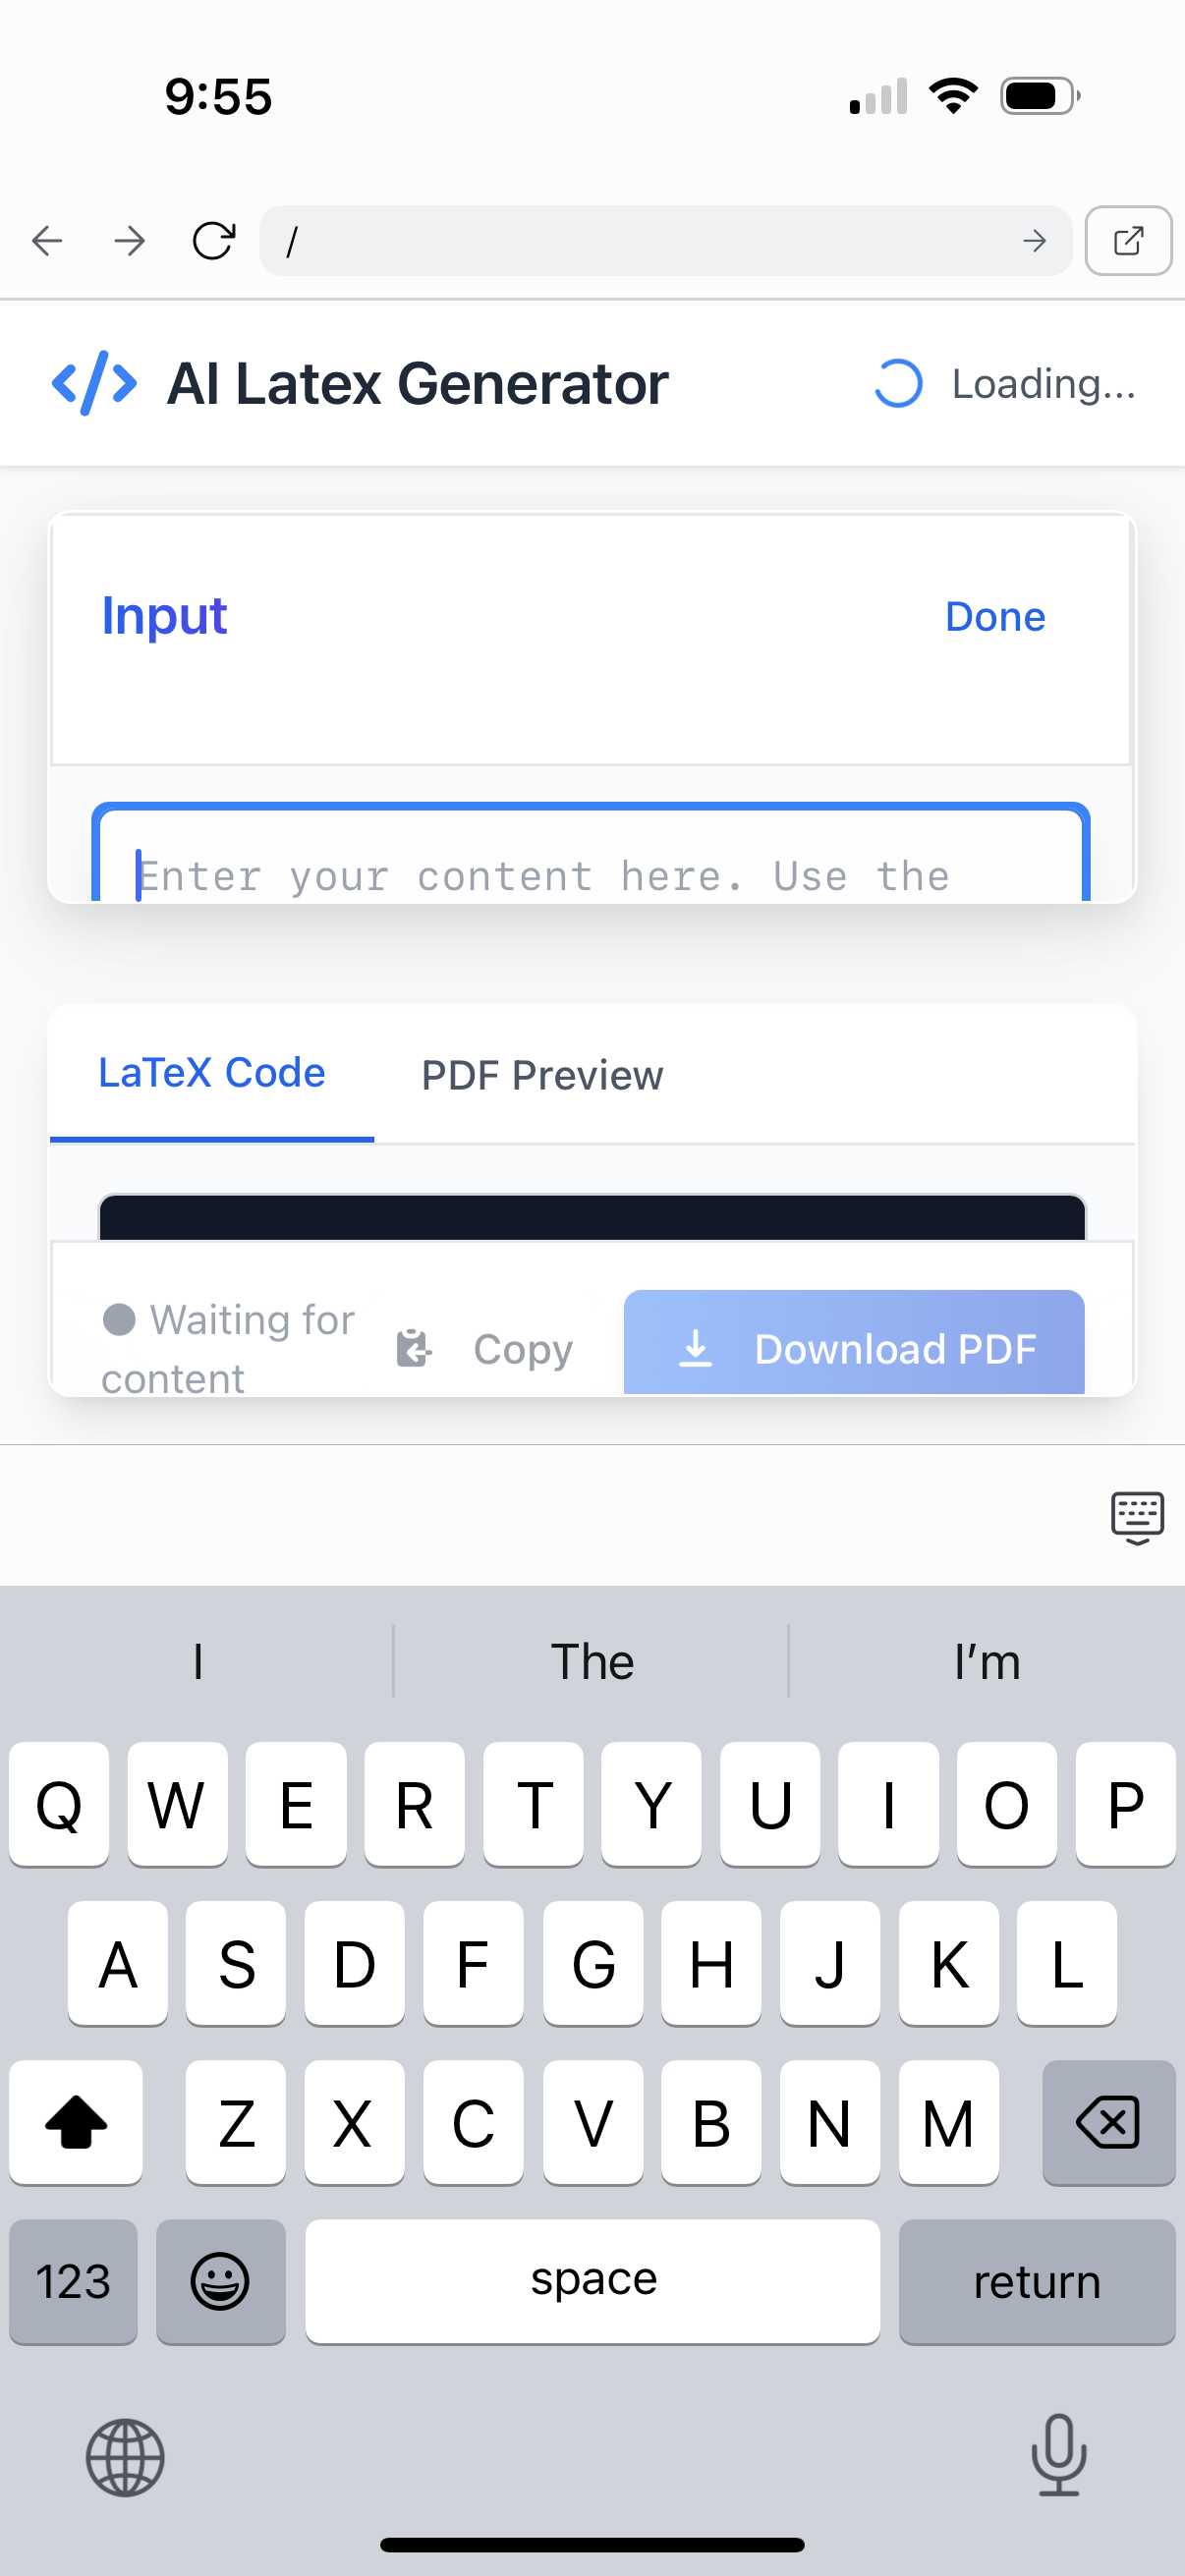 9:55
/
AI Latex Generator
Loading...
Input
Done
Enter your content here. Use the
LaTeX Code
PDF Preview
Waiting for
content
Copy
Download PDF
I
The
I’m
Q W E R T Y U I O P
A S D F G H J K L
Z X C V B N M
123
space
return